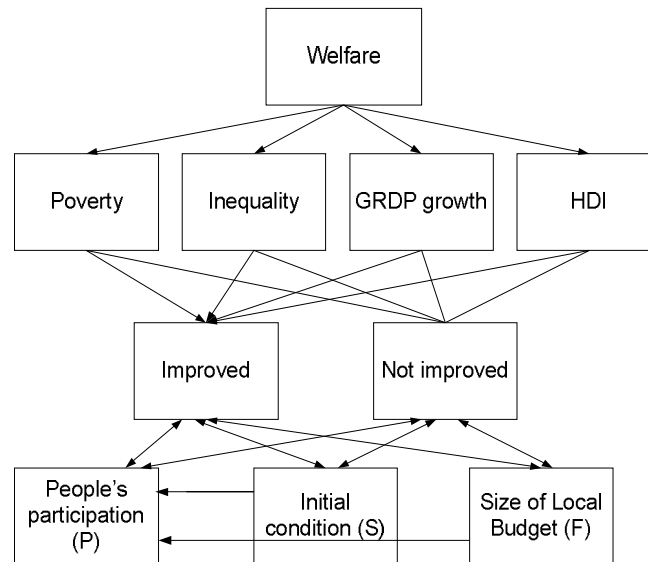 Welfare
Poverty
Inequality
GRDP growth
HDI
Improved
Not improved
People's
participation
(P)
Initial
condition (S)
Size of Local
Budget (F)